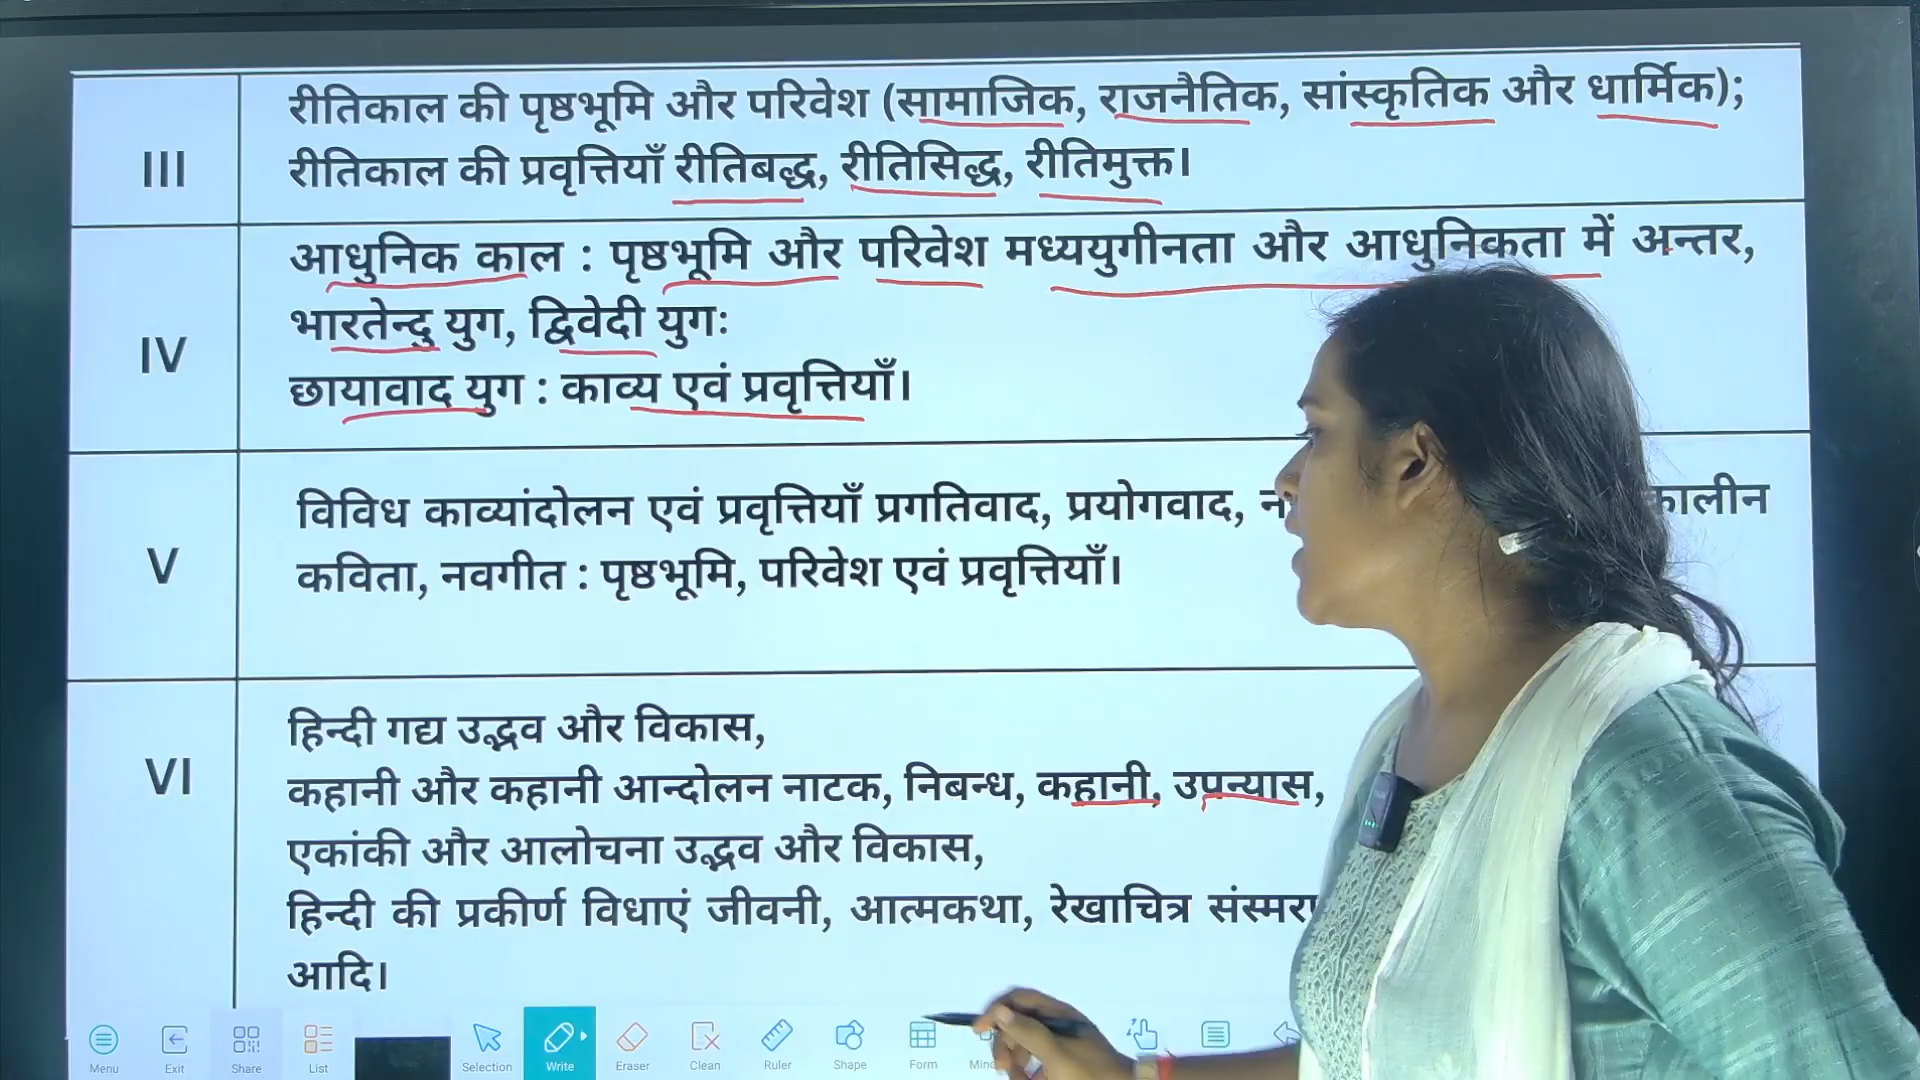 III
रीतिकाल की पृष्ठभूमि और परिवेश (सामाजिक, राजनैतिक, सांस्कृतिक और धार्मिक);
रीतिकाल की प्रवृत्तियाँ रीतिबद्ध, रीतिसिद्ध, रीतिमुक्त।
IV
आधुनिक काल : पृष्ठभूमि और परिवेश मध्ययुगीनता और आधुनिकता में अन्तर,
भारतेन्दु युग, द्विवेदी युगः
छायावाद युग : काव्य एवं प्रवृत्तियाँ।
V
विविध काव्यांदोलन एवं प्रवृत्तियाँ प्रगतिवाद, प्रयोगवाद,
कविता, नवगीत : पृष्ठभूमि, परिवेश एवं प्रवृत्तियाँ।
VI
हिन्दी गद्य उद्भव और विकास,
कहानी और कहानी आन्दोलन नाटक, निबन्ध, कहानी, उपन्यास,
एकांकी और आलोचना उद्भव और विकास,
हिन्दी की प्रकीर्ण विधाएं जीवनी, आत्मकथा, रेखाचित्र
आदि।
Menu Exit Share List Selection Write Eraser Clean Ruler Shape Form